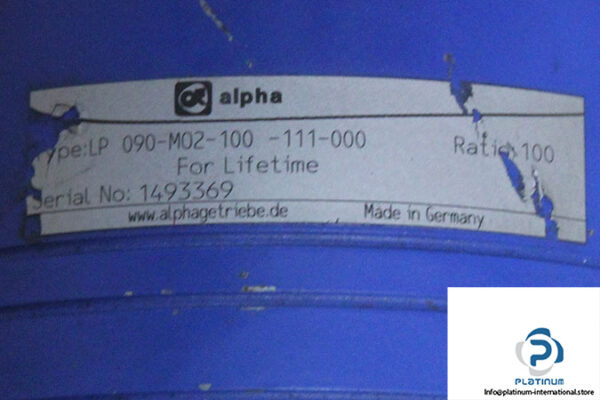 alpha
ype:LP 090-M02-100 -111-000 Ratio 100
For Lifetime
Serial No: 1493369
www.alphagetriebe.de Made in Germany
PLATINUM
Info@platinum-international.store